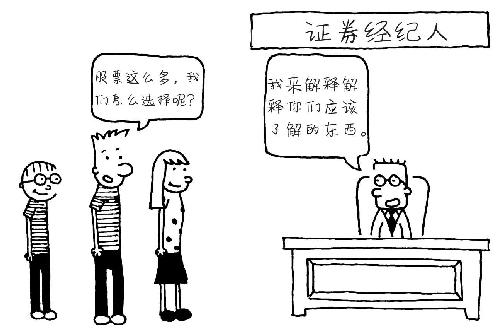 证券经纪人
股票这么多，我
们怎么选择呢？
我来解释解
释你们应该
了解的东西。